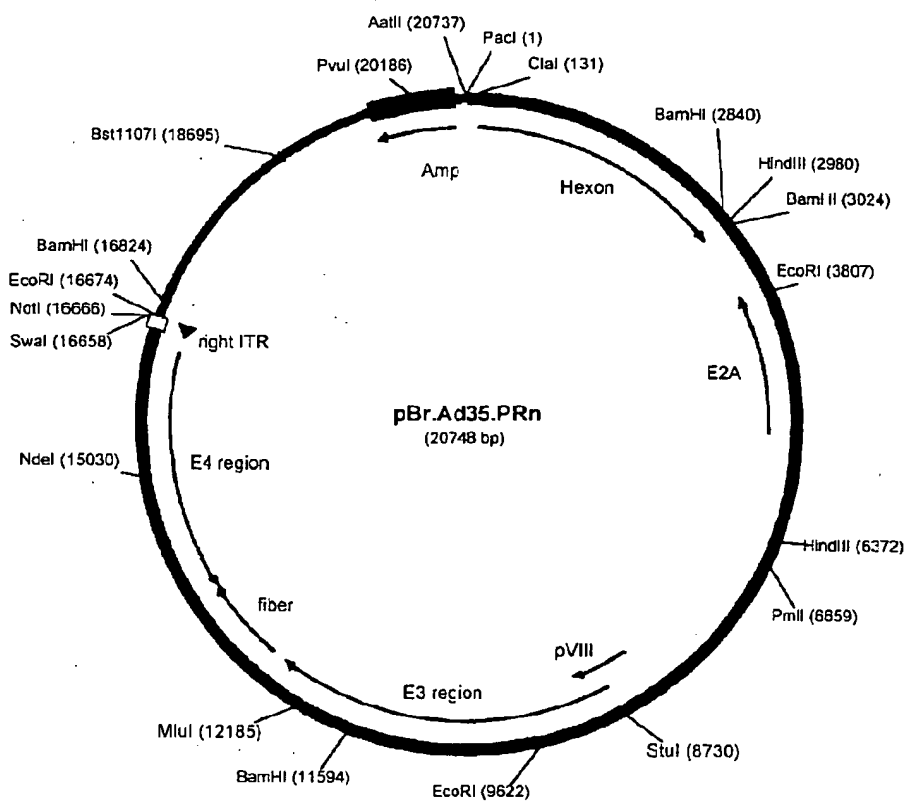 AatII (20737)
PacI (1)
PvuI (20186)
ClaI (131)
BamHI (2840)
Bst1107I (18695)
HindIII (2980)
Amp
Hexon
BamHI (3024)
BamHI (16824)
EcoRI (3807)
EcoRI (16674)
NotI (16666)
SwaI (16658)
right ITR
E2A
pBr.Ad35.PRn
(20748 bp)
NdeI (15030)
E4 region
HindIII (6372)
fiber
PmlI (6859)
pVIII
E3 region
MluI (12185)
StuI (8730)
BamHI (11594)
EcoRI (9622)